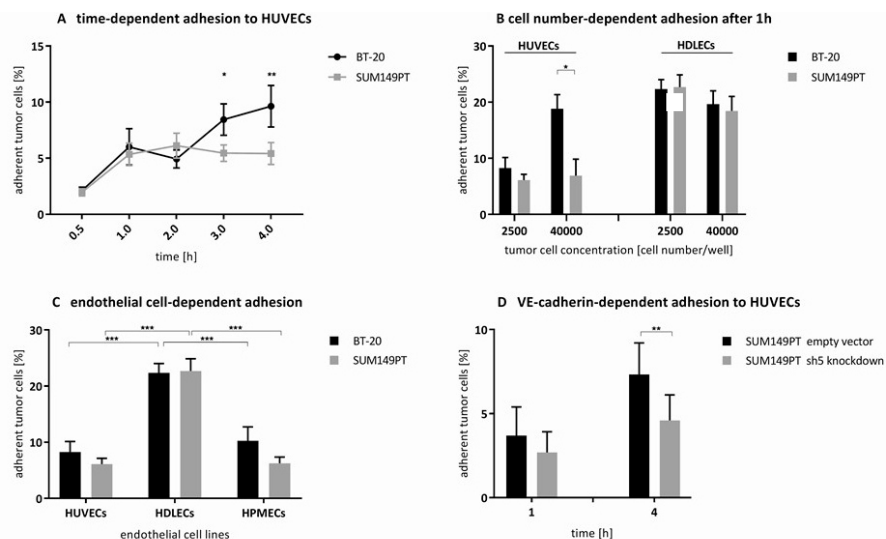 A time-dependent adhesion to HUVECs
15
10
5
0
adherent tumor cells [%]
* **
0.5 1.0 2.0 3.0 4.0
time [h]
BT-20
SUM149PT
B cell number-dependent adhesion after 1h
HUVECs HDLECs
30
20
10
0
adherent tumor cells [%]
*
2500 40000 2500 40000
tumor cell concentration [cell number/well]
BT-20
SUM149PT
C endothelial cell-dependent adhesion
30
20
10
0
adherent tumor cells [%]
*** ***
*** ***
HUVECs HDLECs HPMECs
endothelial cell lines
BT-20
SUM149PT
D VE-cadherin-dependent adhesion to HUVECs
10
5
0
adherent tumor cells [%]
**
1 4
time [h]
SUM149PT empty vector
SUM149PT sh5 knockdown